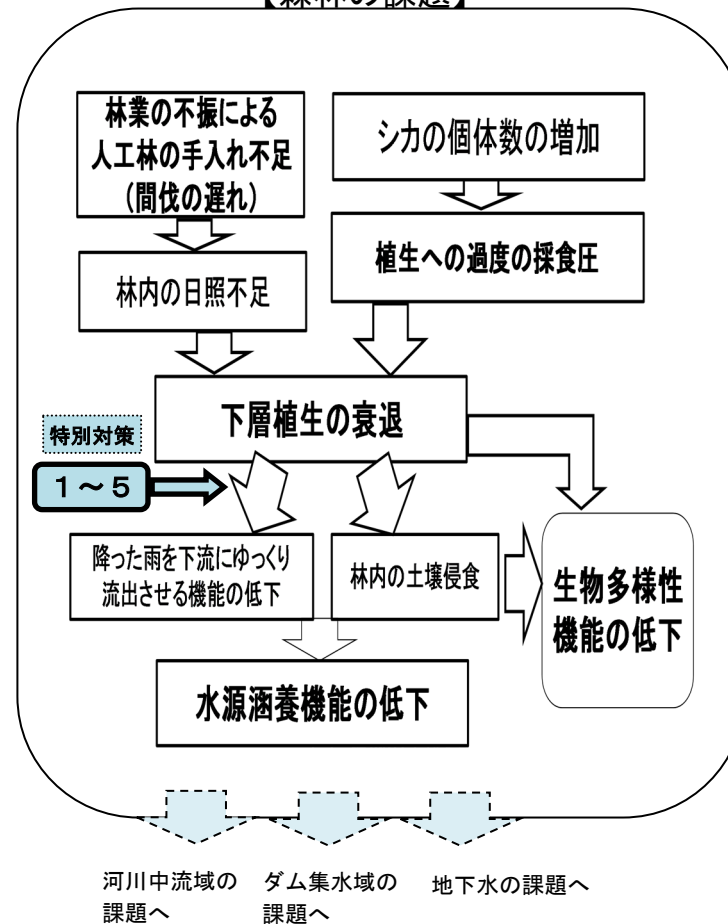 【森林の課題】
林業の不振による
人工林の手入れ不足
(間伐の遅れ)
シカの個体数の増加
林内の日照不足
植生への過度の採食圧
下層植生の衰退
特別対策
1～5
降った雨を下流にゆっくり
流出させる機能の低下
林内の土壌侵食
生物多様性
機能の低下
水源涵養機能の低下
河川中流域の
課題へ
ダム集水域の
課題へ
地下水の課題へ